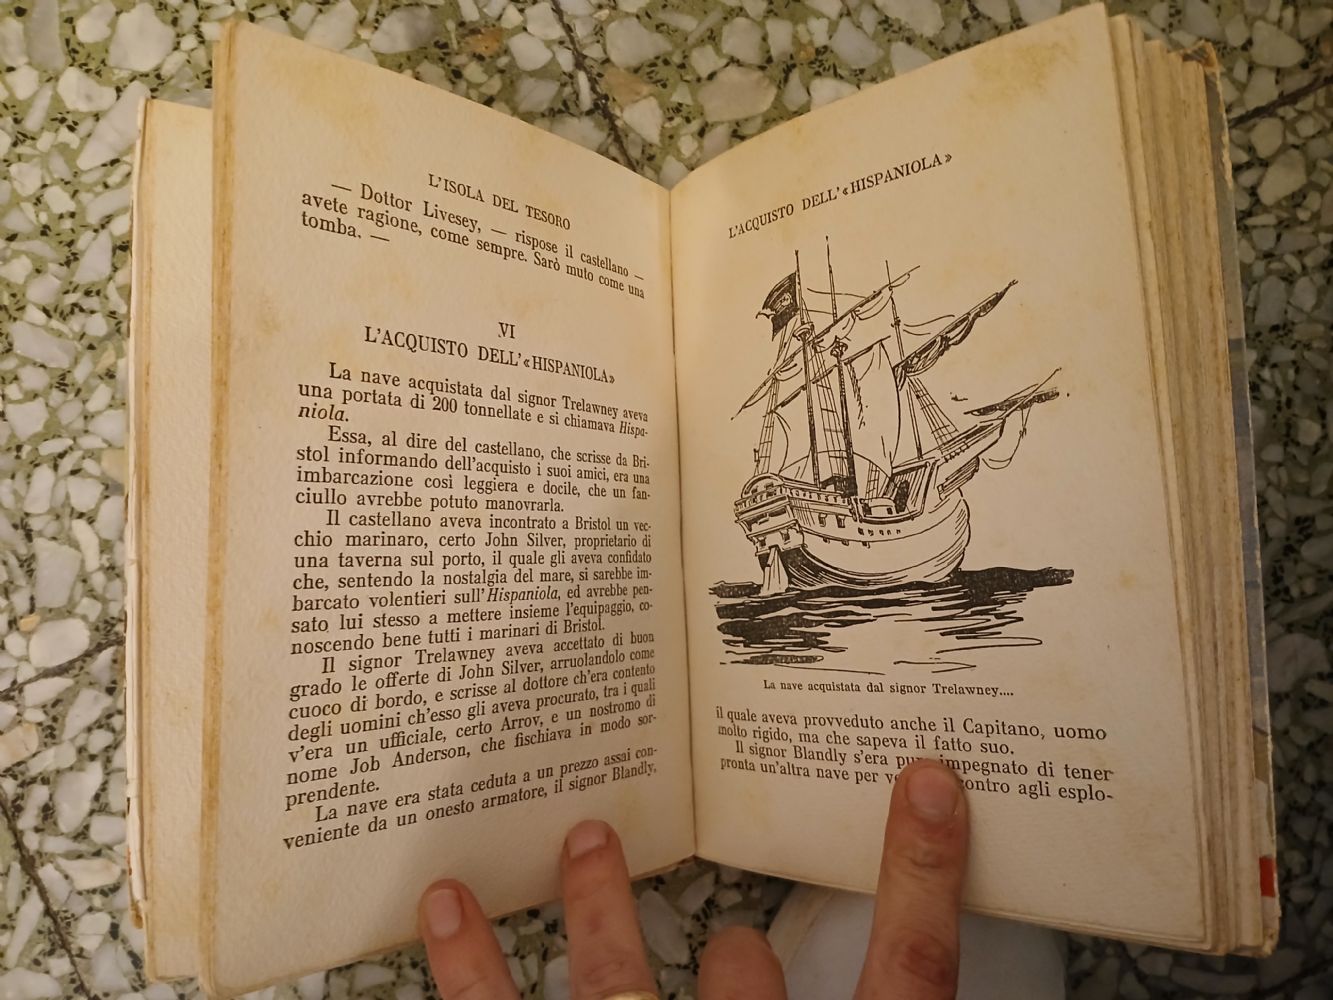 L'ISOLA DEL TESORO
— Dottor Livesey, — rispose il castellano —
avete ragione, come sempre. Sarò muto come una
tomba. —
VI
L'ACQUISTO DELL'«HISPANIOLA»
La nave acquistata dal signor Trelawney aveva
una portata di 200 tonnellate e si chiamava Hispa-
niola.
Essa, al dire del castellano, che scrisse da Bri-
stol informando dell'acquisto i suoi amici, era una
imbarcazione così leggiera e docile, che un fan-
ciullo avrebbe potuto manovrarla.
Il castellano aveva incontrato a Bristol un vec-
chio marinaro, certo John Silver, proprietario di
una taverna sul porto, il quale gli aveva confidato
che, sentendo la nostalgia del mare, si sarebbe im-
barcato volentieri sull'Hispaniola, ed avrebbe pen-
sato lui stesso a mettere insieme l'equipaggio, co-
noscendo bene tutti i marinari di Bristol.
Il signor Trelawney aveva accettato di buon
grado le offerte di John Silver, arruolandolo come
cuoco di bordo, e scrisse al dottore ch'era contento
degli uomini ch'esso gli aveva procurato, tra i quali
v'era un ufficiale, certo Arrov, e un nostromo di
nome Job Anderson, che fischiava in modo sor-
prendente.
La nave era stata ceduta a un prezzo assai con-
veniente da un onesto armatore, il signor Blandly,
L'ACQUISTO DELL'«HISPANIOLA»
La nave acquistata dal signor Trelawney....
il quale aveva provveduto anche il Capitano, uomo
molto rigido, ma che sapeva il fatto suo.
Il signor Blandly s'era pure impegnato di tener
pronta un'altra nave per contro agli esplo-